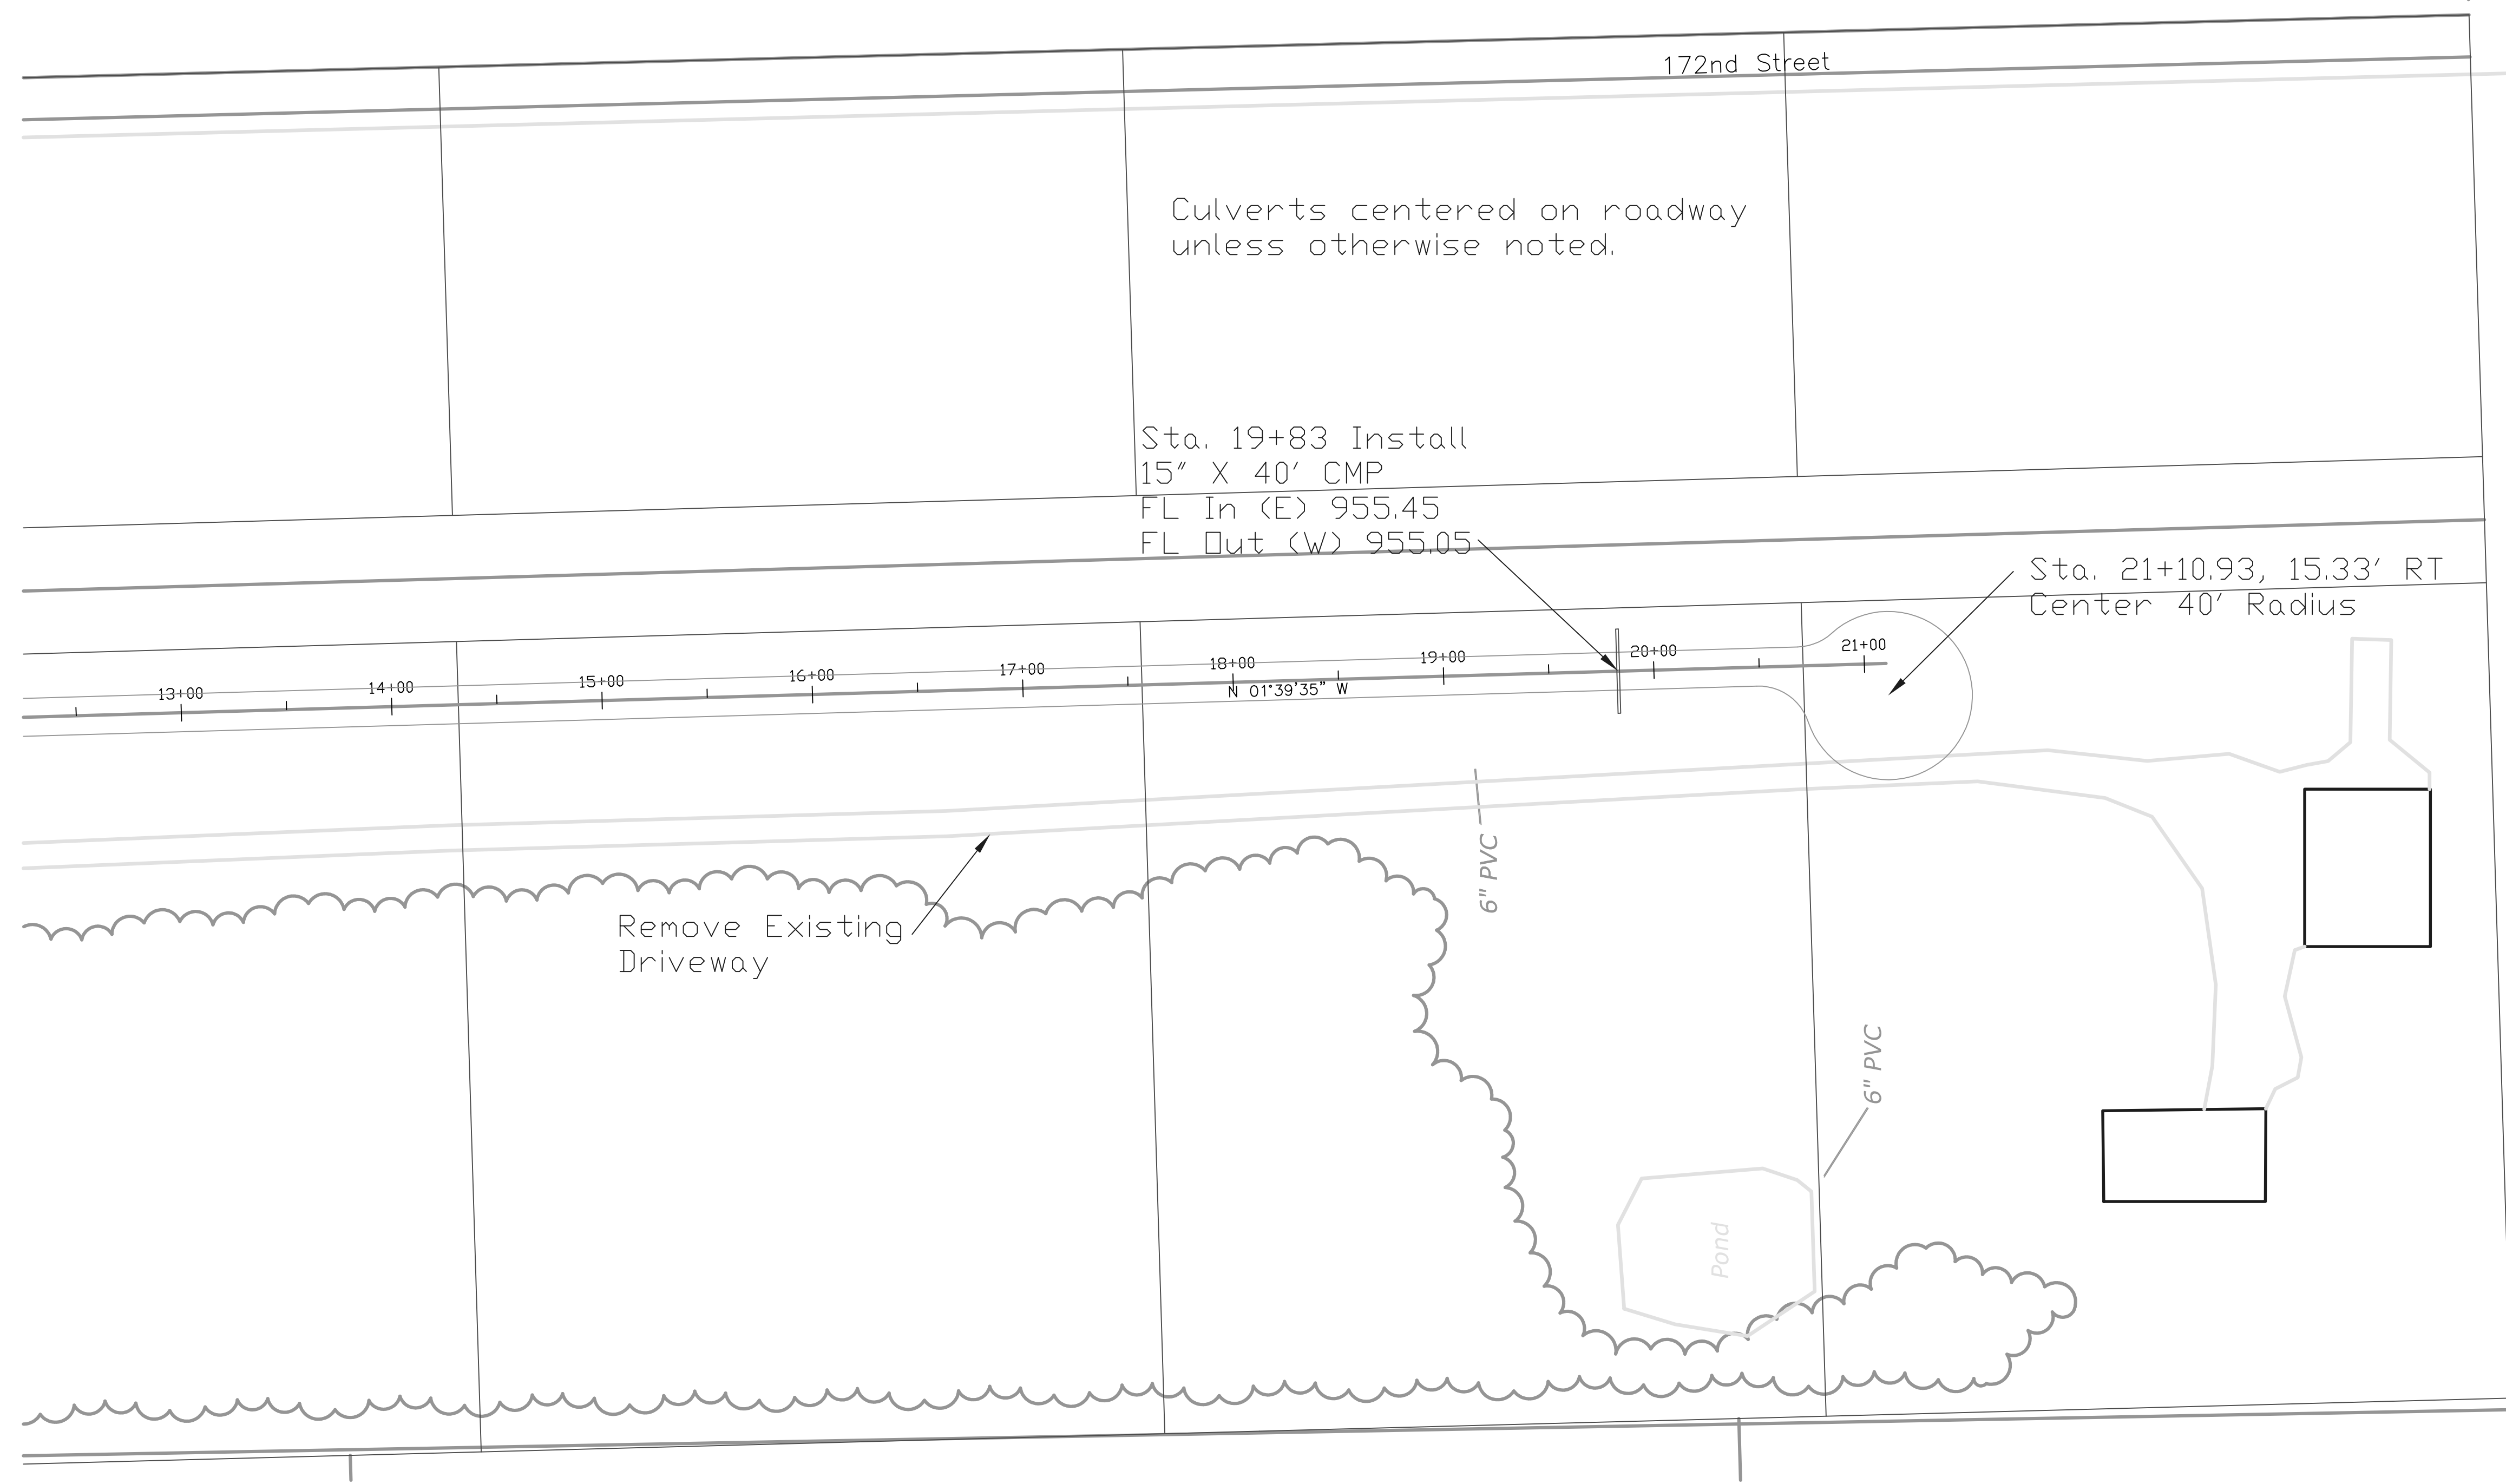 172nd Street
Culverts centered on roadway
unless otherwise noted.
Sta. 19+83 Install
15" X 40' CMP
FL In (E) 955.45
FL Out (W) 955.05
Sta. 21+10.93, 15.33' RT
Center 40' Radius
13+00
14+00
15+00
16+00
17+00
18+00
19+00
20+00
21+00
N 01°39'35" W
6" PVC
Remove Existing
Driveway
6" PVC
Pond